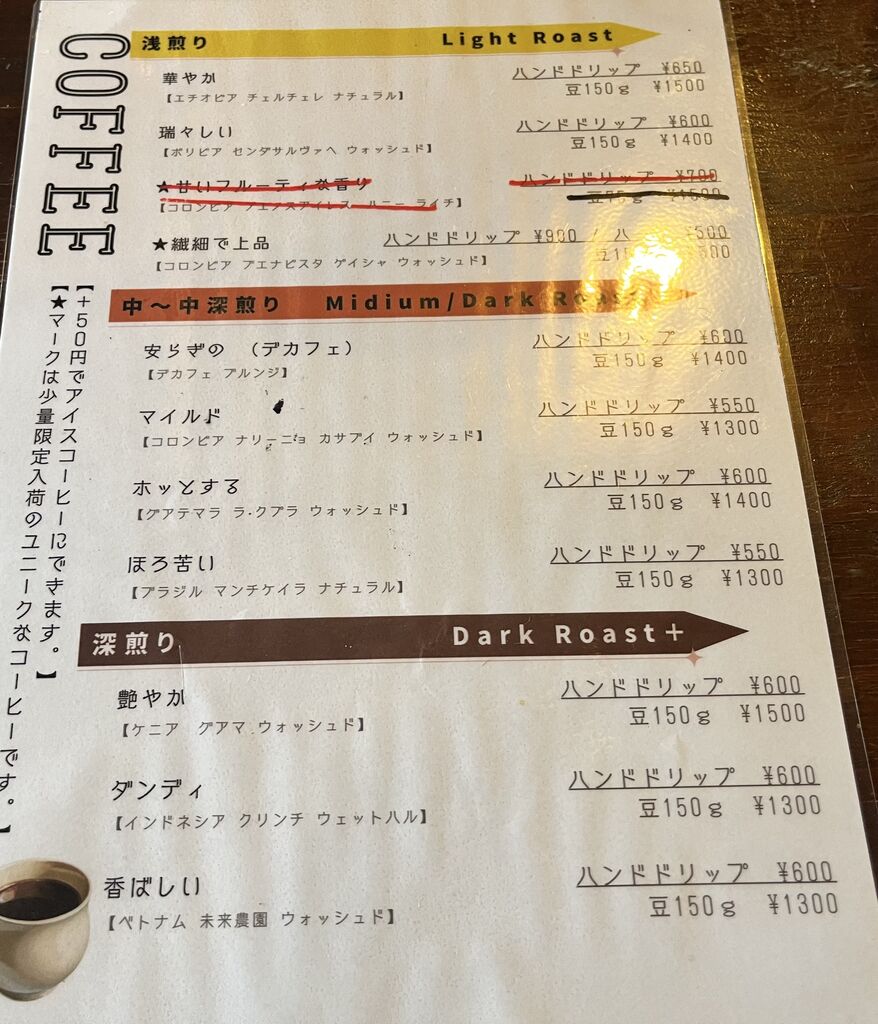 COFFEE
浅煎り Light Roast
華やか ハンドドリップ ¥650
【エチオピア チェルチェレ ナチュラル】 豆150g ¥1500
瑞々しい ハンドドリップ ¥600
【ボリビア センダサルヴァヘ ウォッシュド】 豆150g ¥1400
★甘いフルーティな香り ハンドドリップ ¥700
【コロンビア ライチ】
★繊細で上品 ハンドドリップ ¥900 / ハ ¥500
【コロンビア ブエナビスタ ゲイシャ ウォッシュド】
中〜中深煎り Midium/Dark Roast
安らぎの （デカフェ） ハンドドリップ ¥600
【デカフェ ブルンジ】 豆150g ¥1400
マイルド ハンドドリップ ¥550
【コロンビア ナリーニョ カサブイ ウォッシュド】 豆150g ¥1300
ホッとする ハンドドリップ ¥600
【グアテマラ ラ・クプラ ウォッシュド】 豆150g ¥1400
ほろ苦い ハンドドリップ ¥550
【ブラジル マンチケイラ ナチュラル】 豆150g ¥1300
深煎り Dark Roast＋
艶やか ハンドドリップ ¥600
【ケニア グアマ ウォッシュド】 豆150g ¥1500
ダンディ ハンドドリップ ¥600
【インドネシア クリンチ ウェットハル】 豆150g ¥1300
香ばしい ハンドドリップ ¥600
【ベトナム 未来農園 ウォッシュド】 豆150g ¥1300
【＋50円でアイスコーヒーにできます。】
【★マークは少量限定入荷のユニークなコーヒーです。】